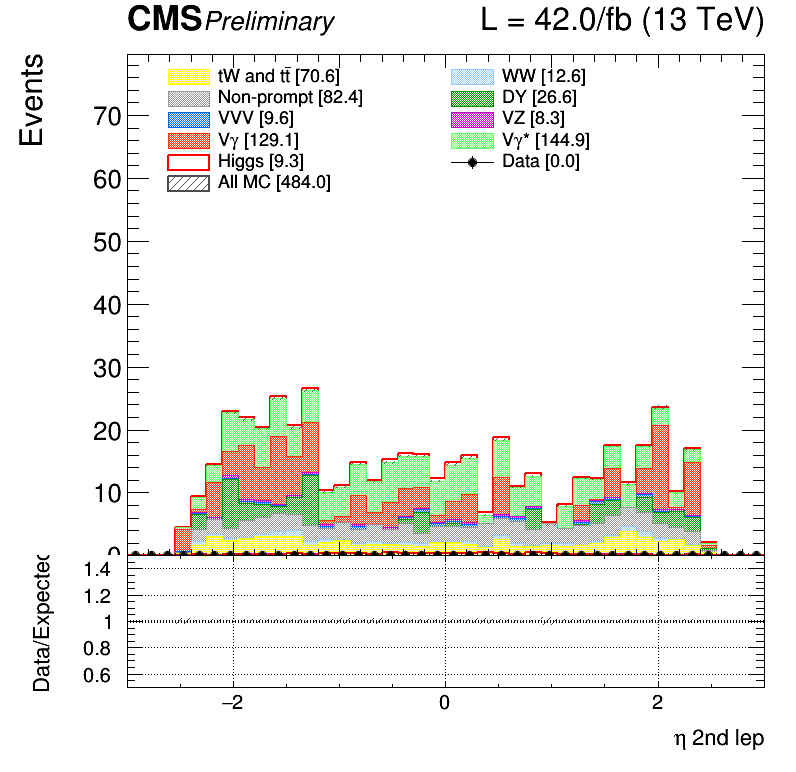 CMS Preliminary L = 42.0/fb (13 TeV)
Events
tW and tt̄ [70.6] WW [12.6]
Non-prompt [82.4] DY [26.6]
VVV [9.6] VZ [8.3]
Vγ [129.1] Vγ* [144.9]
Higgs [9.3] Data [0.0]
All MC [484.0]
70
60
50
40
30
20
10
0
Data/Expected
1.4
1.2
1
0.8
0.6
−2 0 2
η 2nd lep